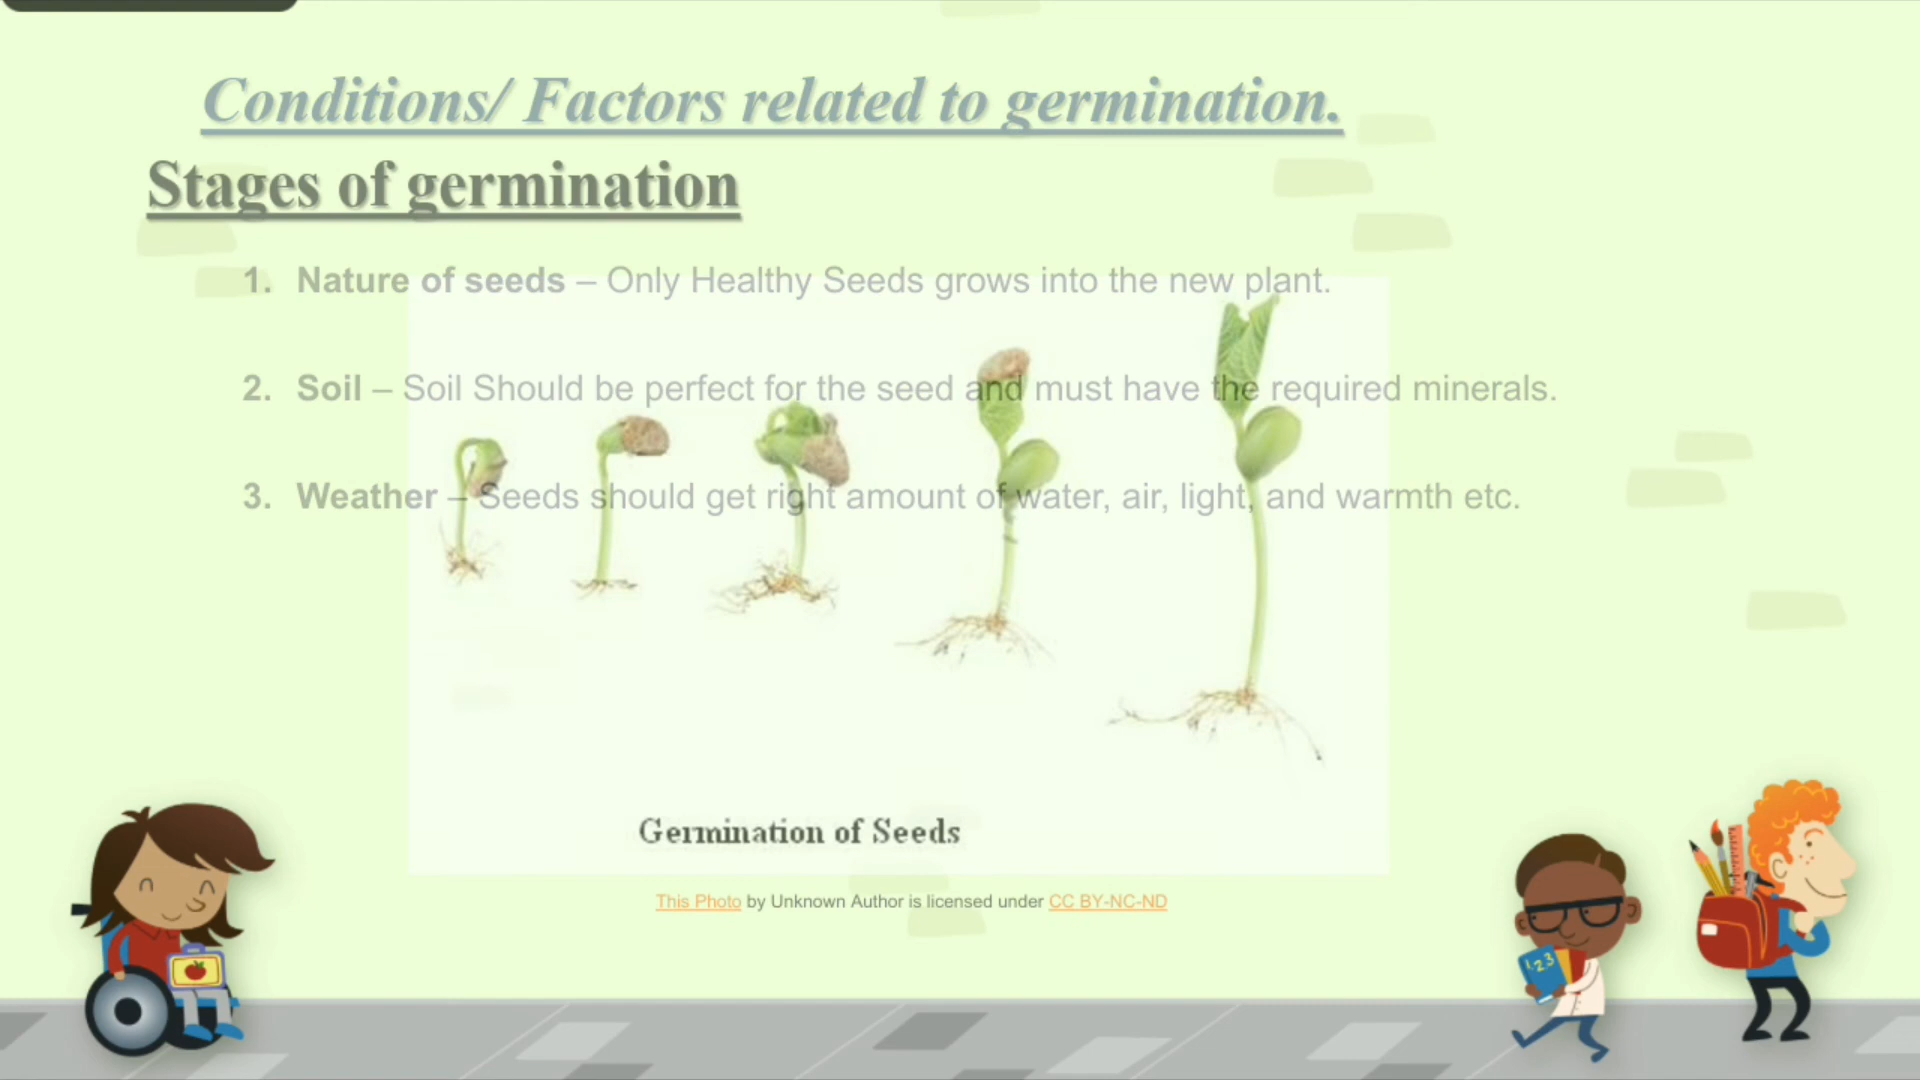 Conditions/ Factors related to germination.
Stages of germination
1. Nature of seeds – Only Healthy Seeds grows into the new plant.
2. Soil – Soil Should be perfect for the seed and must have the required minerals.
3. Weather – Seeds should get right amount of water, air, light, and warmth etc.
Germination of Seeds
This Photo by Unknown Author is licensed under CC BY-NC-ND
123